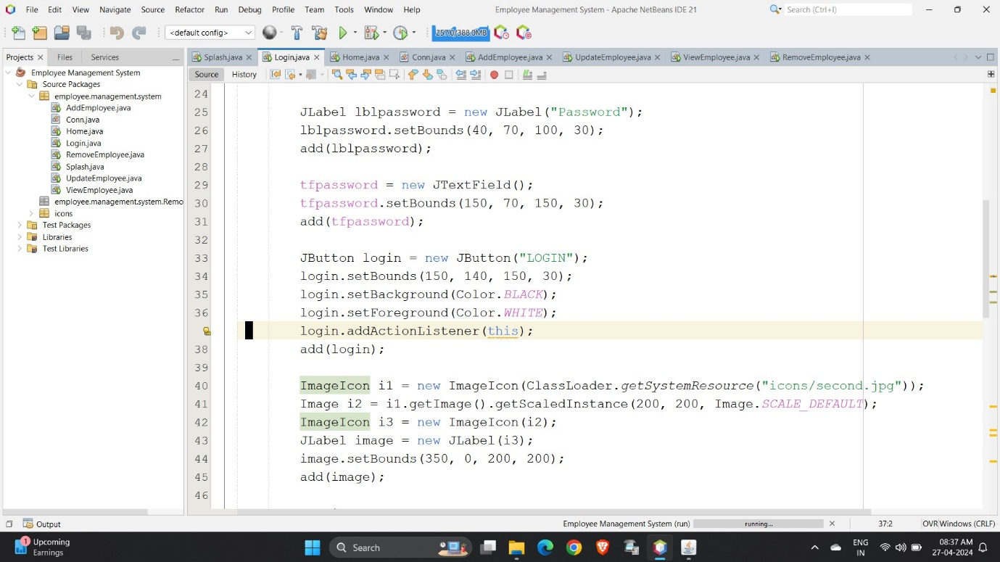 File Edit View Navigate Source Refactor Run Debug Profile Team Tools Window Help
Employee Management System - Apache NetBeans IDE 21
Search (Ctrl+I)
<default config>
257.0/388.0MB
Projects Files Services
Splash.java Login.java Home.java Conn.java AddEmployee.java UpdateEmployee.java ViewEmployee.java RemoveEmployee.java
Source History
Employee Management System
Source Packages
employee.management.system
AddEmployee.java
Conn.java
Home.java
Login.java
RemoveEmployee.java
Splash.java
UpdateEmployee.java
ViewEmployee.java
employee.management.system.Remo
icons
Test Packages
Libraries
Test Libraries
24
25 JLabel lblpassword = new JLabel("Password");
26 lblpassword.setBounds(40, 70, 100, 30);
27 add(lblpassword);
28
29 tfpassword = new JTextField();
30 tfpassword.setBounds(150, 70, 150, 30);
31 add(tfpassword);
32
33 JButton login = new JButton("LOGIN");
34 login.setBounds(150, 140, 150, 30);
35 login.setBackground(Color.BLACK);
36 login.setForeground(Color.WHITE);
login.addActionListener(this);
38 add(login);
39
40 ImageIcon i1 = new ImageIcon(ClassLoader.getSystemResource("icons/second.jpg"));
41 Image i2 = i1.getImage().getScaledInstance(200, 200, Image.SCALE_DEFAULT);
42 ImageIcon i3 = new ImageIcon(i2);
43 JLabel image = new JLabel(i3);
44 image.setBounds(350, 0, 200, 200);
45 add(image);
46
Output
Employee Management System (run) running... 37:2 OVR Windows (CRLF)
1
Upcoming
Earnings
Search
ENG
IN
08:37 AM
27-04-2024